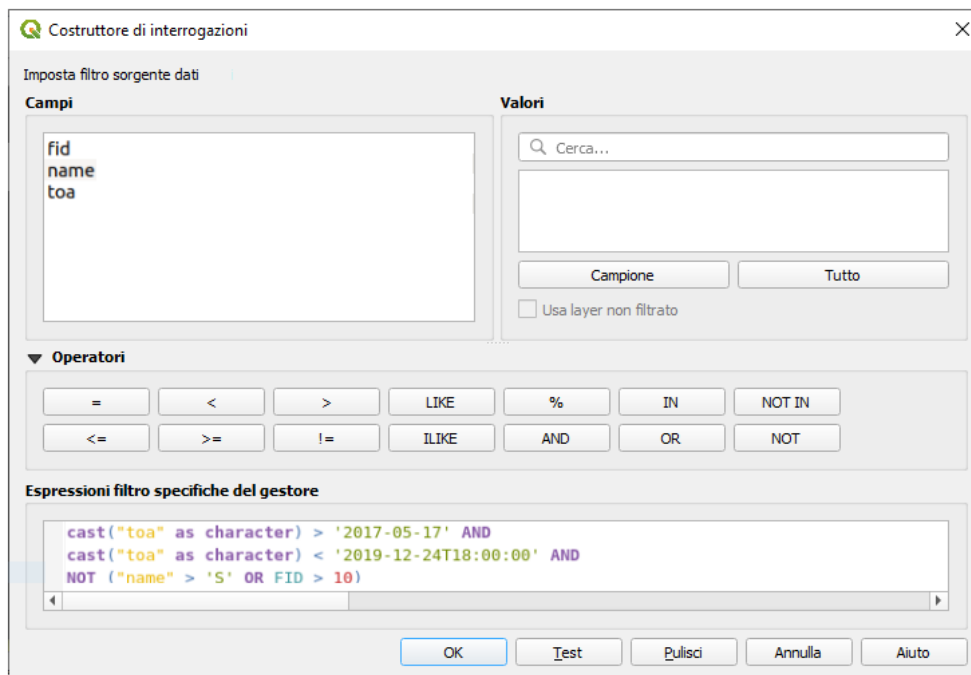 Costruttore di interrogazioni
Imposta filtro sorgente dati
Campi
fid
name
toa
Valori
Cerca...
Campione Tutto
Usa layer non filtrato
Operatori
= < > LIKE % IN NOT IN
<= >= != ILIKE AND OR NOT
Espressioni filtro specifiche del gestore
cast("toa" as character) > '2017-05-17' AND
cast("toa" as character) < '2019-12-24T18:00:00' AND
NOT ("name" > 'S' OR FID > 10)
OK Test Pulisci Annulla Aiuto